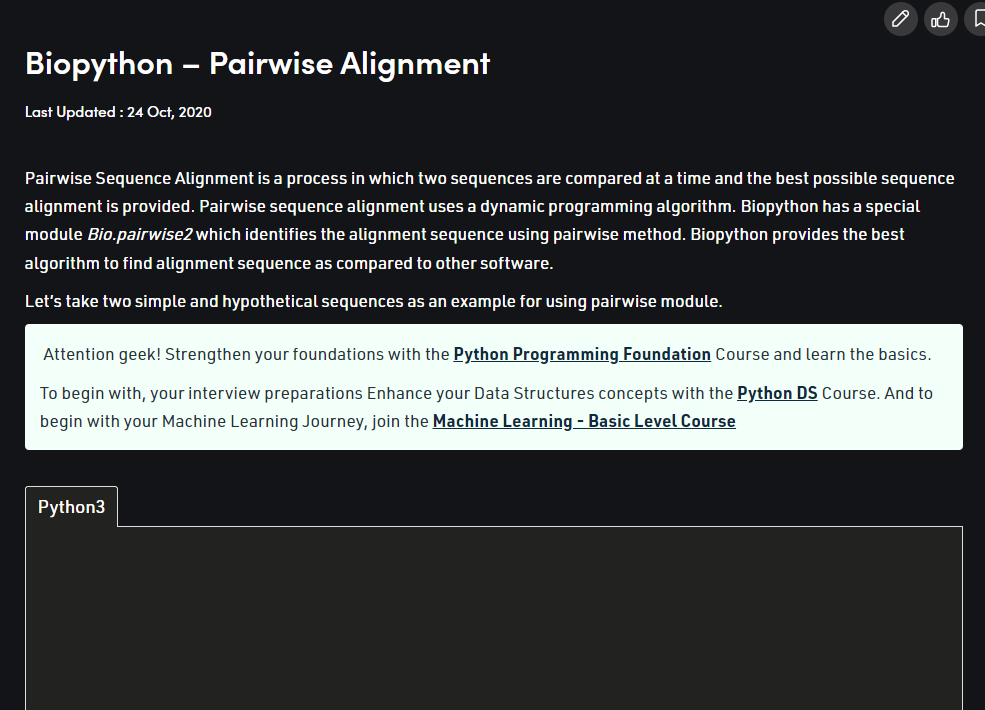 Biopython – Pairwise Alignment
Last Updated : 24 Oct, 2020
Pairwise Sequence Alignment is a process in which two sequences are compared at a time and the best possible sequence
alignment is provided. Pairwise sequence alignment uses a dynamic programming algorithm. Biopython has a special
module Bio.pairwise2 which identifies the alignment sequence using pairwise method. Biopython provides the best
algorithm to find alignment sequence as compared to other software.
Let’s take two simple and hypothetical sequences as an example for using pairwise module.
Attention geek! Strengthen your foundations with the Python Programming Foundation Course and learn the basics.
To begin with, your interview preparations Enhance your Data Structures concepts with the Python DS Course. And to
begin with your Machine Learning Journey, join the Machine Learning - Basic Level Course
Python3